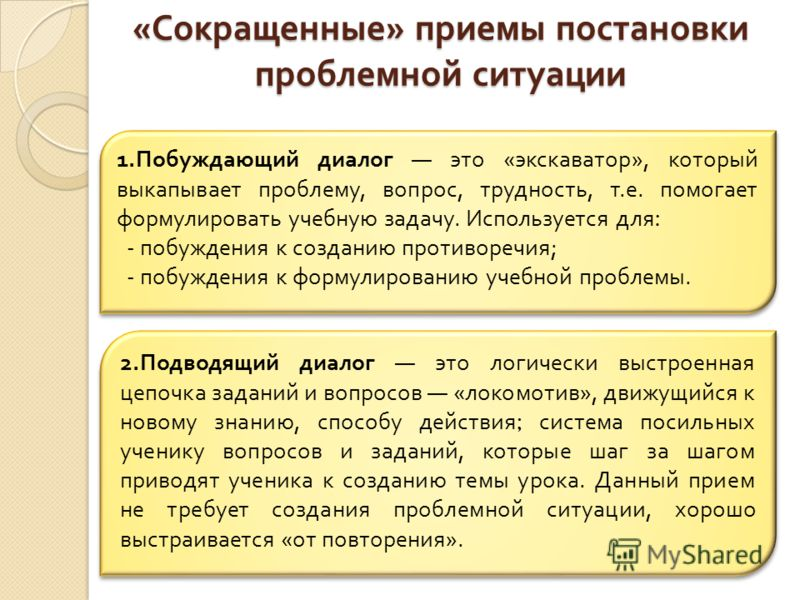 «Сокращенные» приемы постановки
проблемной ситуации
1.Побуждающий диалог — это «экскаватор», который
выкапывает проблему, вопрос, трудность, т.е. помогает
формулировать учебную задачу. Используется для:
- побуждения к созданию противоречия;
- побуждения к формулированию учебной проблемы.
2.Подводящий диалог — это логически выстроенная
цепочка заданий и вопросов — «локомотив», движущийся к
новому знанию, способу действия; система посильных
ученику вопросов и заданий, которые шаг за шагом
приводят ученика к созданию темы урока. Данный прием
не требует создания проблемной ситуации, хорошо
выстраивается «от повторения».
MyShared